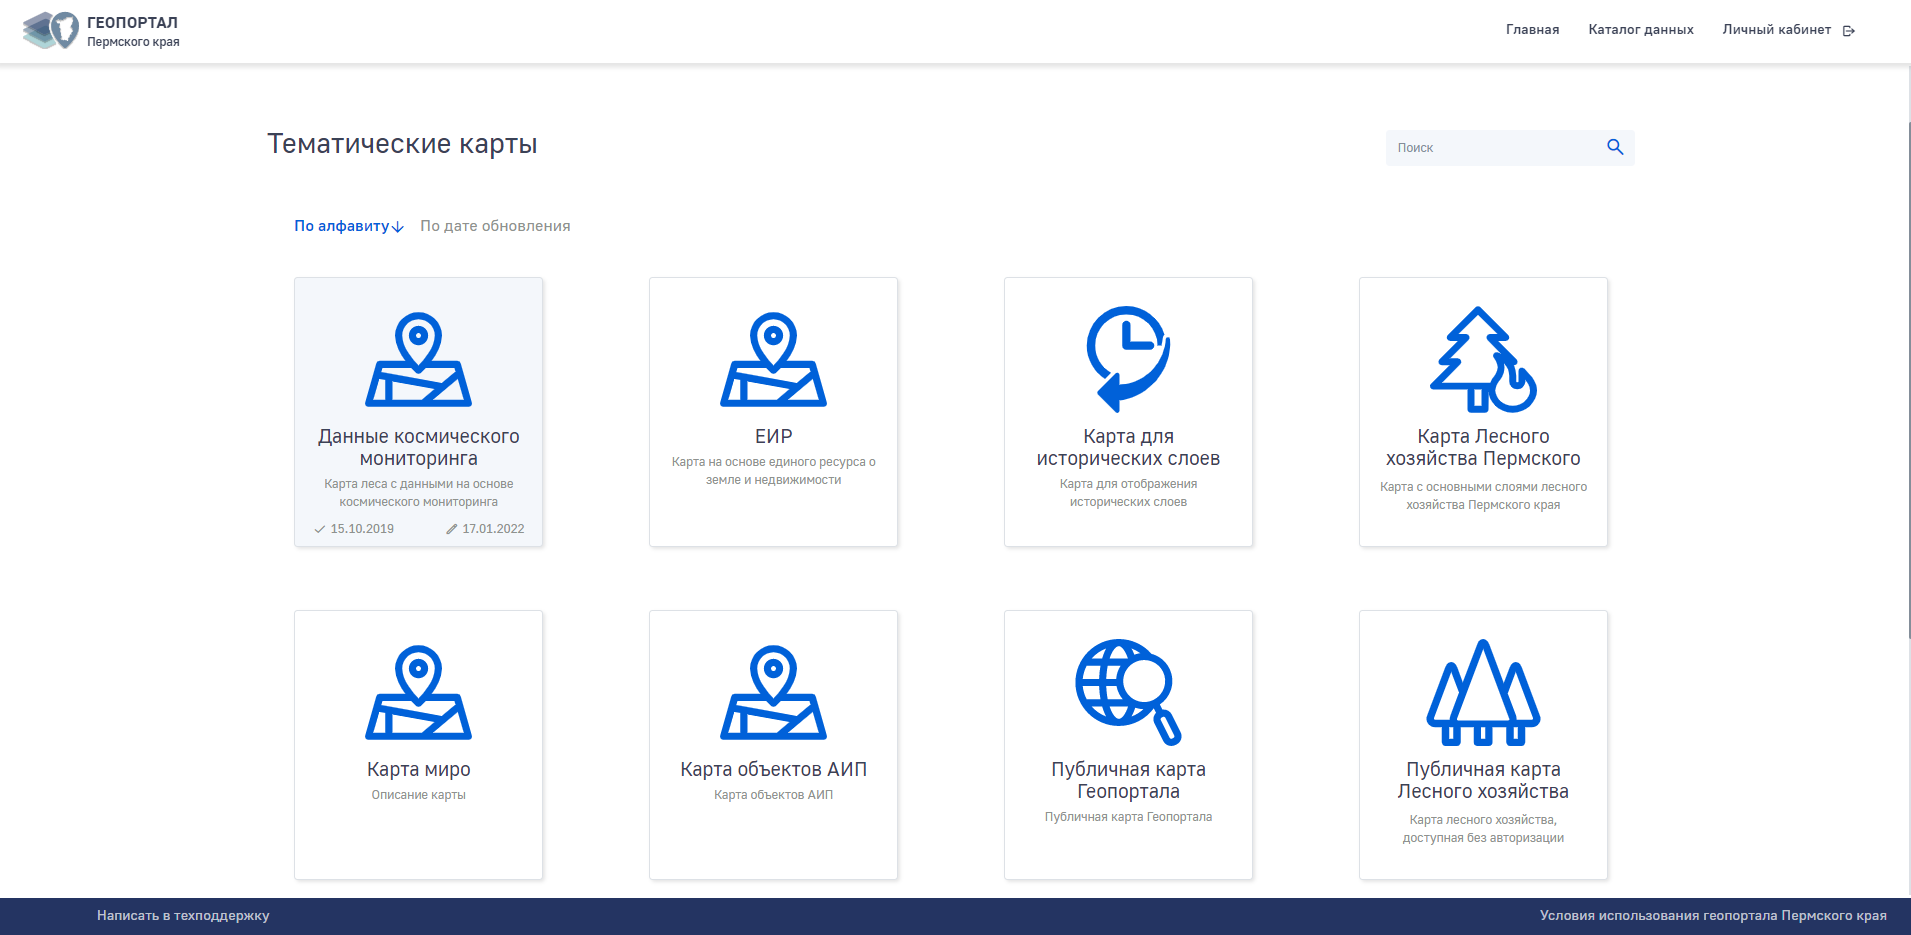 ГЕОПОРТАЛ
Пермского края
Главная
Каталог данных
Личный кабинет
Тематические карты
Поиск
По алфавиту
По дате обновления
Данные космического
мониторинга
Карта леса с данными на основе
космического мониторинга
15.10.2019
17.01.2022
ЕИР
Карта на основе единого ресурса о
земле и недвижимости
Карта для
исторических слоев
Карта для отображения
исторических слоев
Карта Лесного
хозяйства Пермского
Карта с основными слоями лесного
хозяйства Пермского края
Карта миро
Описание карты
Карта объектов АИП
Карта объектов АИП
Публичная карта
Геопортала
Публичная карта Геопортала
Публичная карта
Лесного хозяйства
Карта лесного хозяйства,
доступная без авторизации
Написать в техподдержку
Условия использования геопортала Пермского края